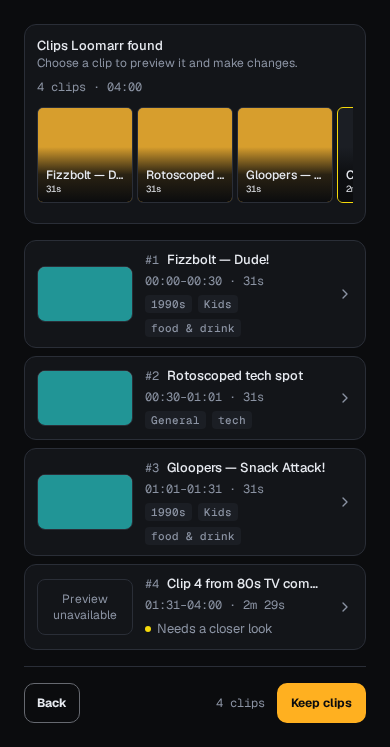 Clips Loomarr found
Choose a clip to preview it and make changes.
4 clips · 04:00
Fizzbolt — D...
31s
Rotoscoped ...
31s
Gloopers — ...
31s
#1 Fizzbolt — Dude!
00:00–00:30 · 31s
1990s Kids
food & drink
#2 Rotoscoped tech spot
00:30–01:01 · 31s
General tech
#3 Gloopers — Snack Attack!
01:01–01:31 · 31s
1990s Kids
food & drink
Preview
unavailable
#4 Clip 4 from 80s TV com...
01:31–04:00 · 2m 29s
Needs a closer look
Back
4 clips
Keep clips